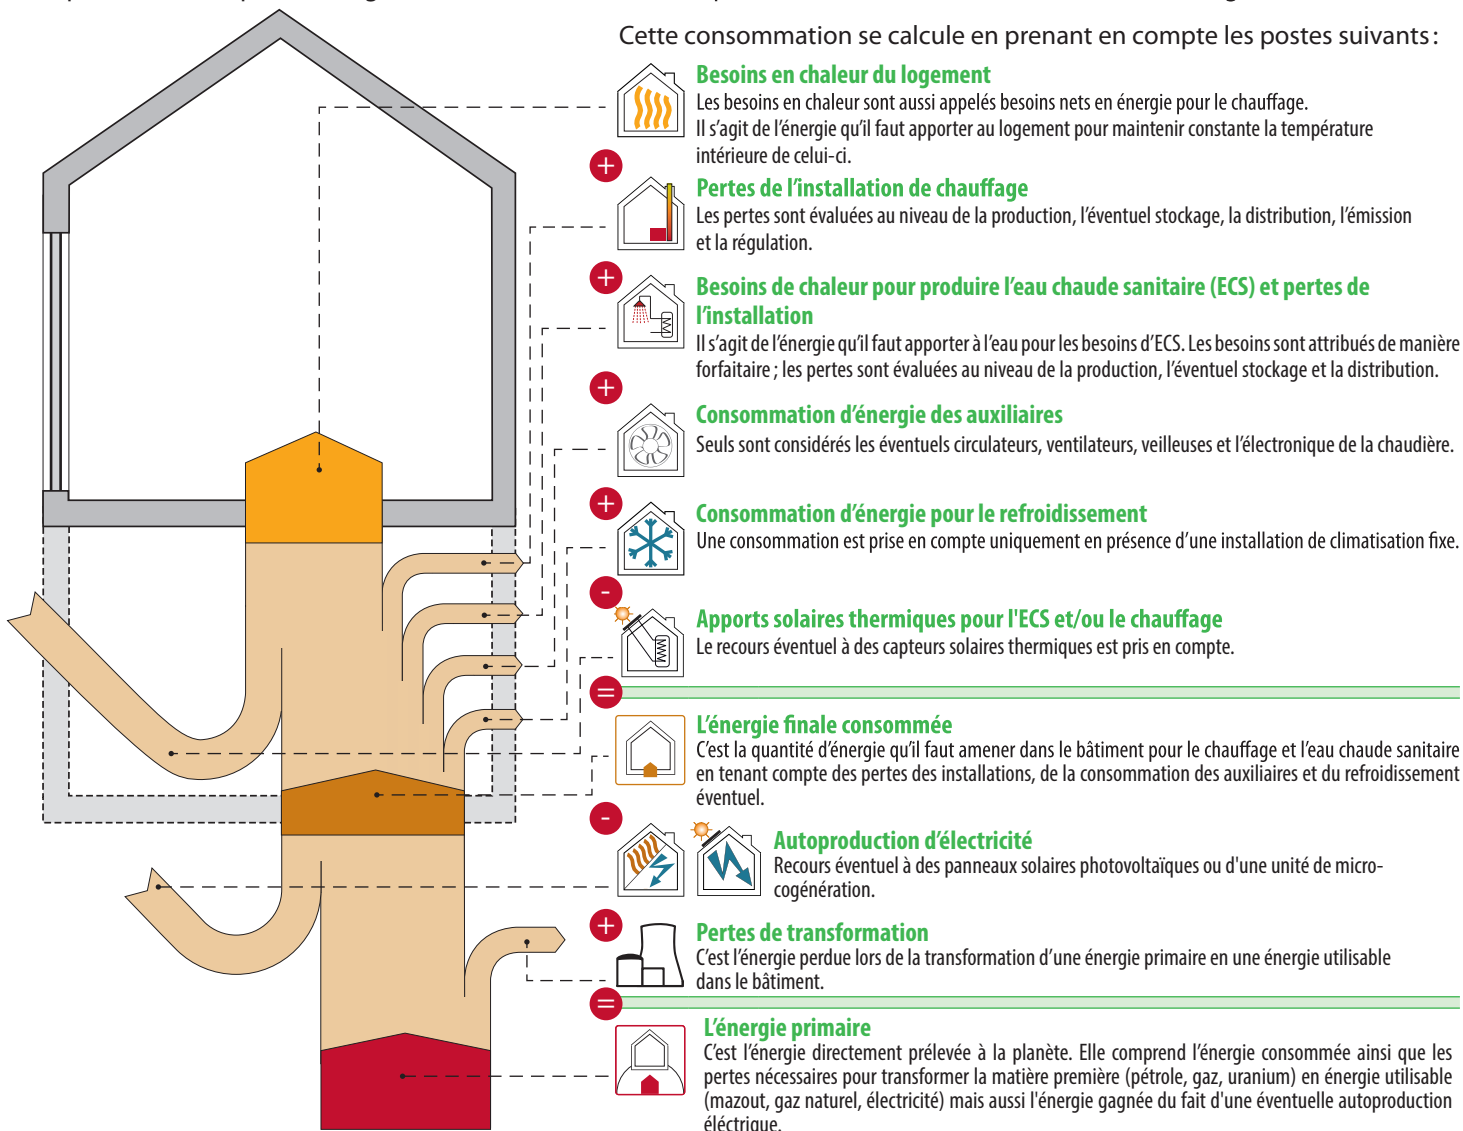 Cette consommation se calcule en prenant en compte les postes suivants :
Besoins en chaleur du logement
Les besoins en chaleur sont aussi appelés besoins nets en énergie pour le chauffage.
Il s’agit de l’énergie qu’il faut apporter au logement pour maintenir constante la température
intérieure de celui-ci.
+
Pertes de l’installation de chauffage
Les pertes sont évaluées au niveau de la production, l’éventuel stockage, la distribution, l’émission
et la régulation.
+
Besoins de chaleur pour produire l’eau chaude sanitaire (ECS) et pertes de
l’installation
Il s’agit de l’énergie qu’il faut apporter à l’eau pour les besoins d’ECS. Les besoins sont attribués de manière
forfaitaire ; les pertes sont évaluées au niveau de la production, l’éventuel stockage et la distribution.
+
Consommation d’énergie des auxiliaires
Seuls sont considérés les éventuels circulateurs, ventilateurs, veilleuses et l’électronique de la chaudière.
+
Consommation d’énergie pour le refroidissement
Une consommation est prise en compte uniquement en présence d’une installation de climatisation fixe.
-
Apports solaires thermiques pour l'ECS et/ou le chauffage
Le recours éventuel à des capteurs solaires thermiques est pris en compte.
=
L’énergie finale consommée
C’est la quantité d’énergie qu’il faut amener dans le bâtiment pour le chauffage et l’eau chaude sanitaire
en tenant compte des pertes des installations, de la consommation des auxiliaires et du refroidissement
éventuel.
-
Autoproduction d’électricité
Recours éventuel à des panneaux solaires photovoltaïques ou d'une unité de micro-
cogénération.
+
Pertes de transformation
C’est l’énergie perdue lors de la transformation d’une énergie primaire en une énergie utilisable
dans le bâtiment.
=
L’énergie primaire
C’est l’énergie directement prélevée à la planète. Elle comprend l’énergie consommée ainsi que les
pertes nécessaires pour transformer la matière première (pétrole, gaz, uranium) en énergie utilisable
(mazout, gaz naturel, électricité) mais aussi l'énergie gagnée du fait d'une éventuelle autoproduction
éléctrique.